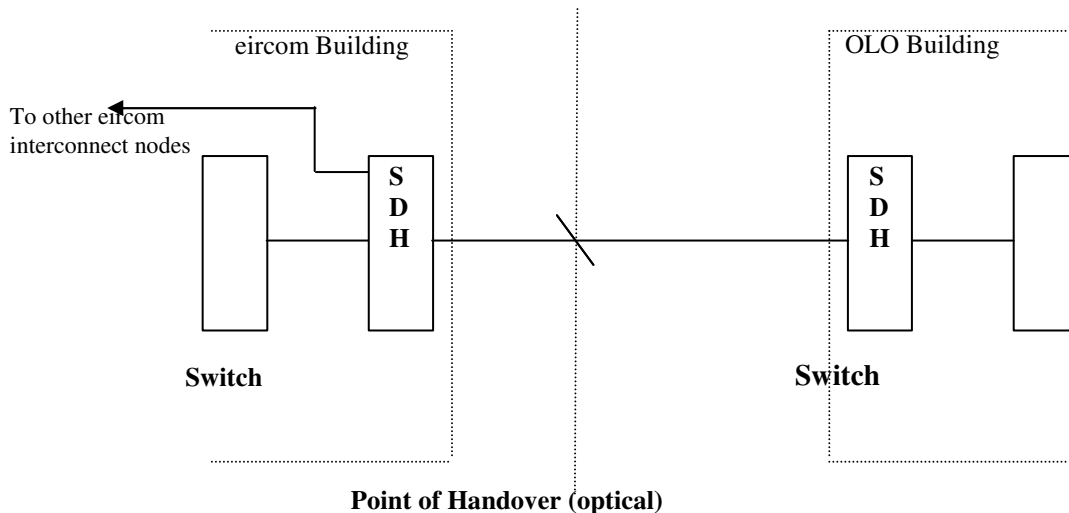 eircom Building
OLO Building
To other eircom
interconnect nodes
S
D
H
S
D
H
Switch
Switch
Point of Handover (optical)